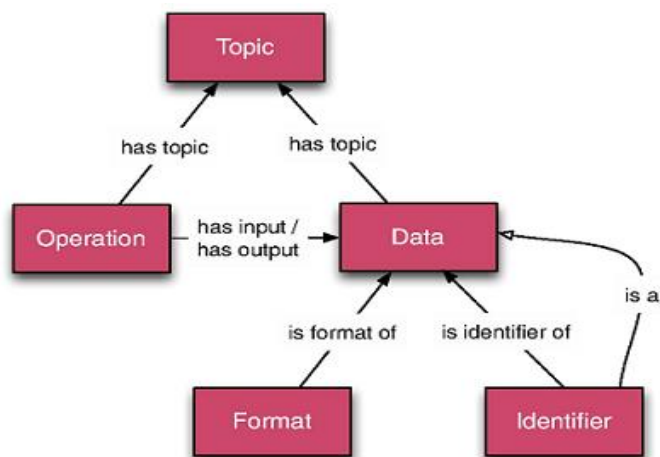 Topic
has topic
has topic
Operation
has input /
has output
Data
is a
is format of
is identifier of
Format
Identifier